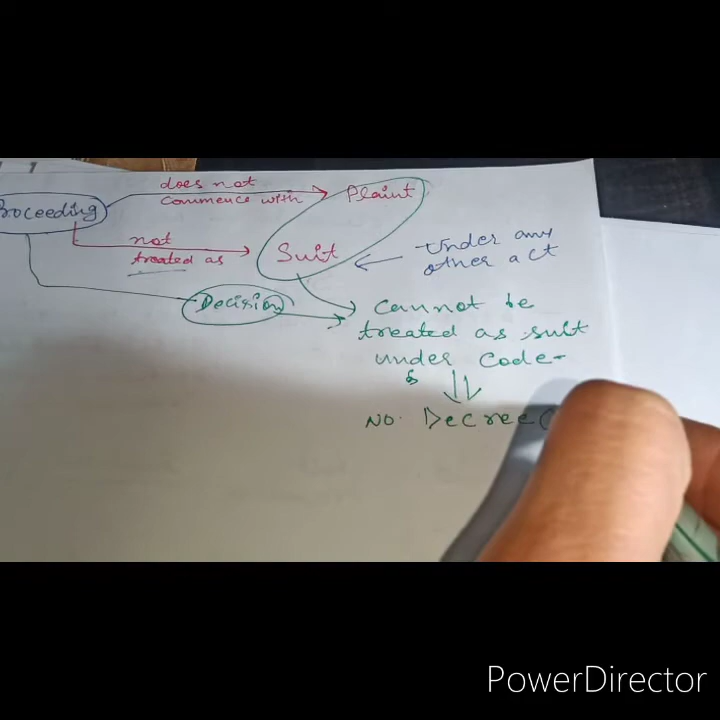 1
Proceeding
does not
commence with
Plaint
not
treated as
Suit
Under any
other act
Decision
cannot be
treated as suit
under code-
&
NO. Decree(
PowerDirector